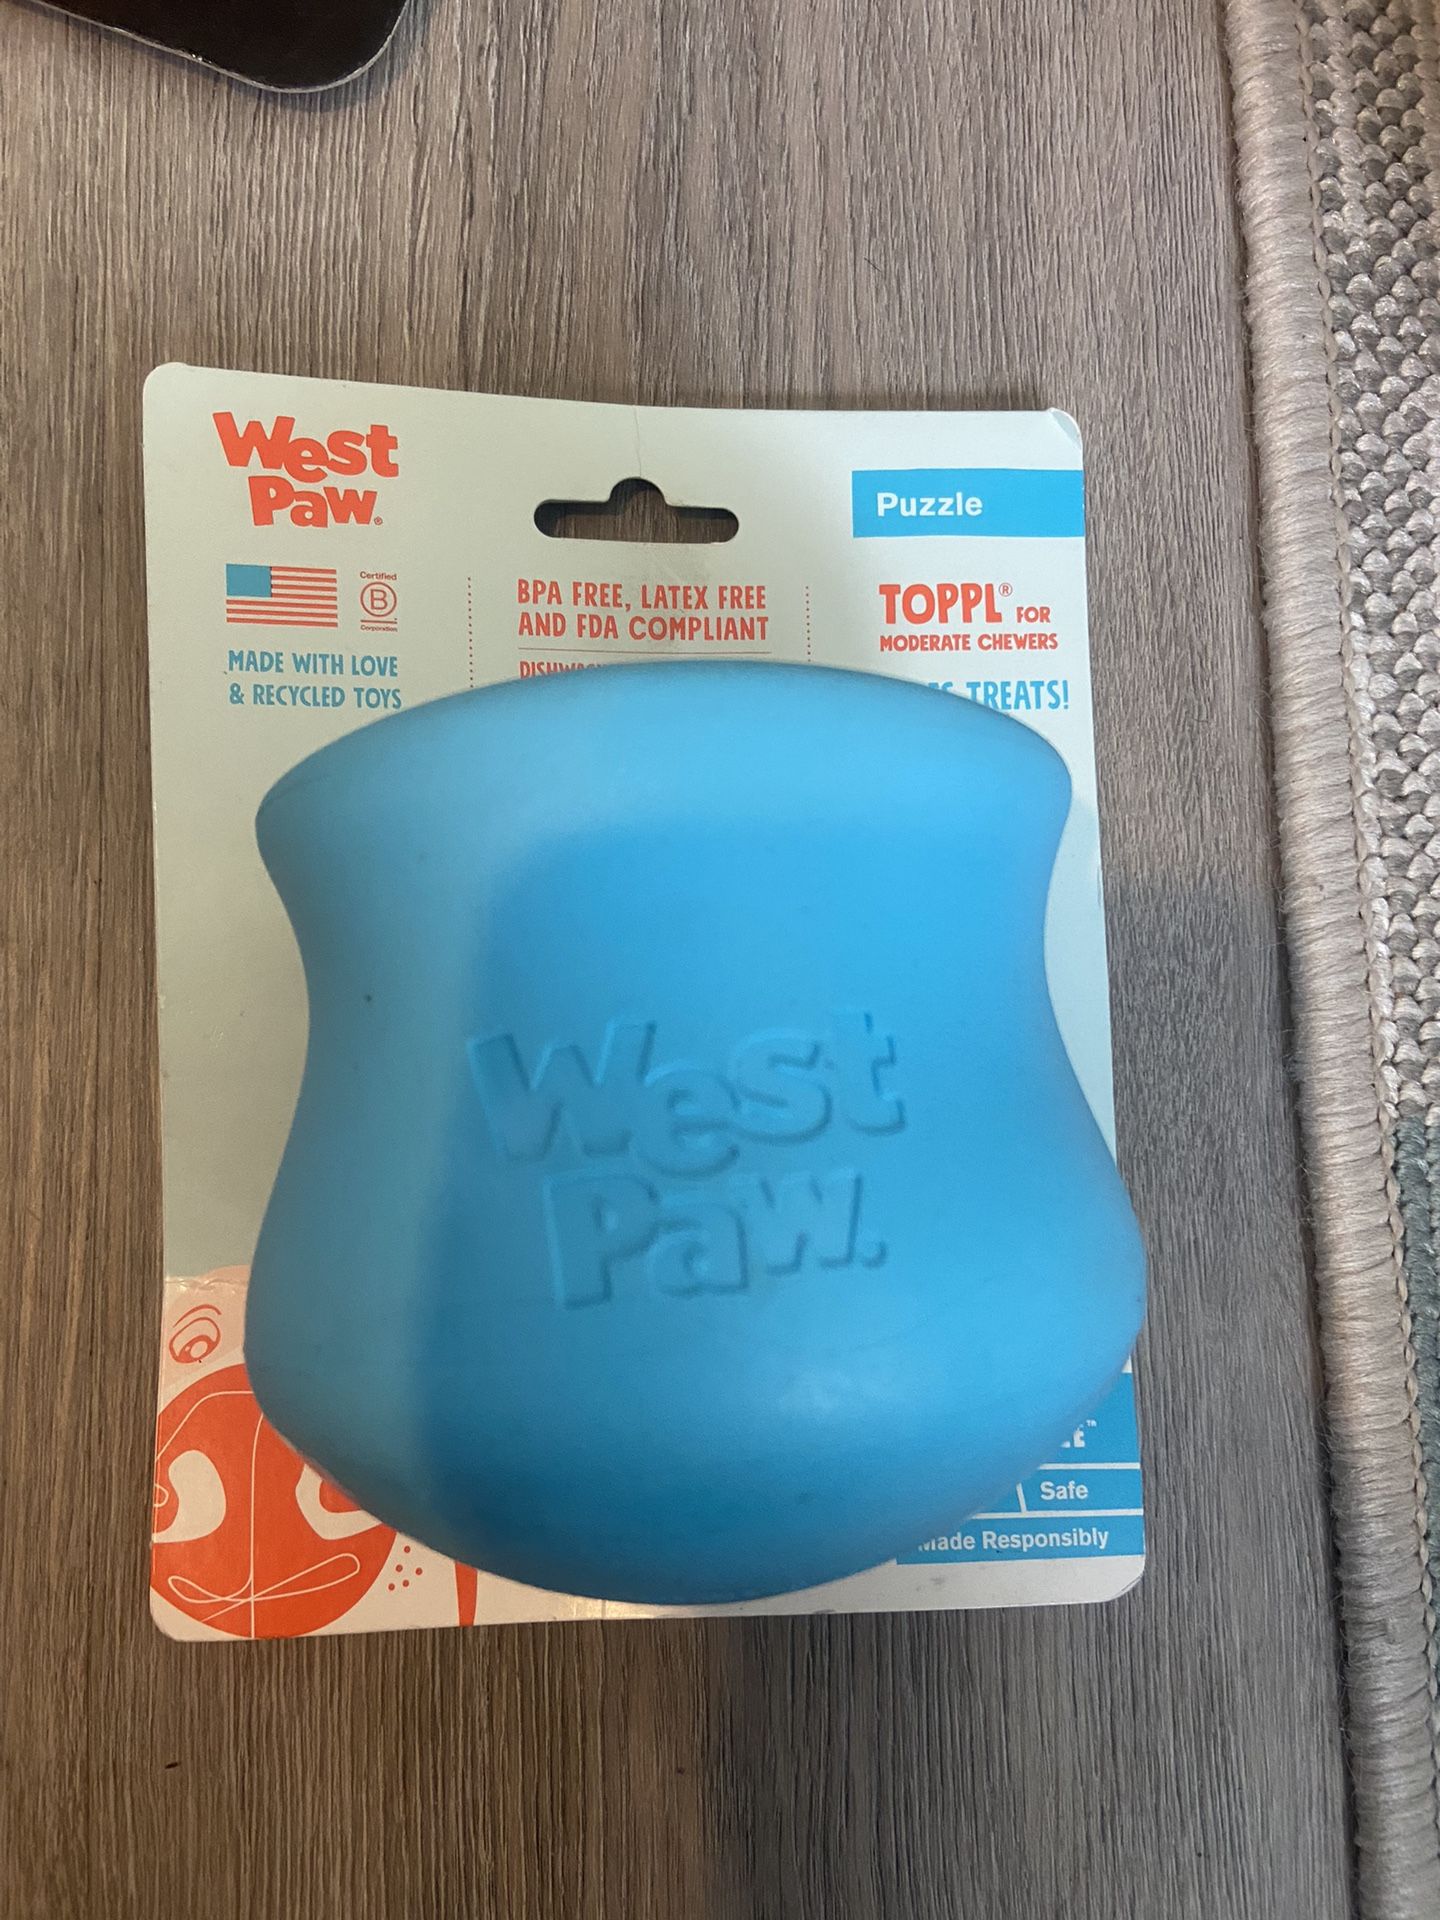 West
Paw®
Puzzle
Certified
B
Corporation
BPA FREE, LATEX FREE
AND FDA COMPLIANT
TOPPL® FOR
MODERATE CHEWERS
MADE WITH LOVE
& RECYCLED TOYS
TREATS!
West
Paw.
Safe
Made Responsibly